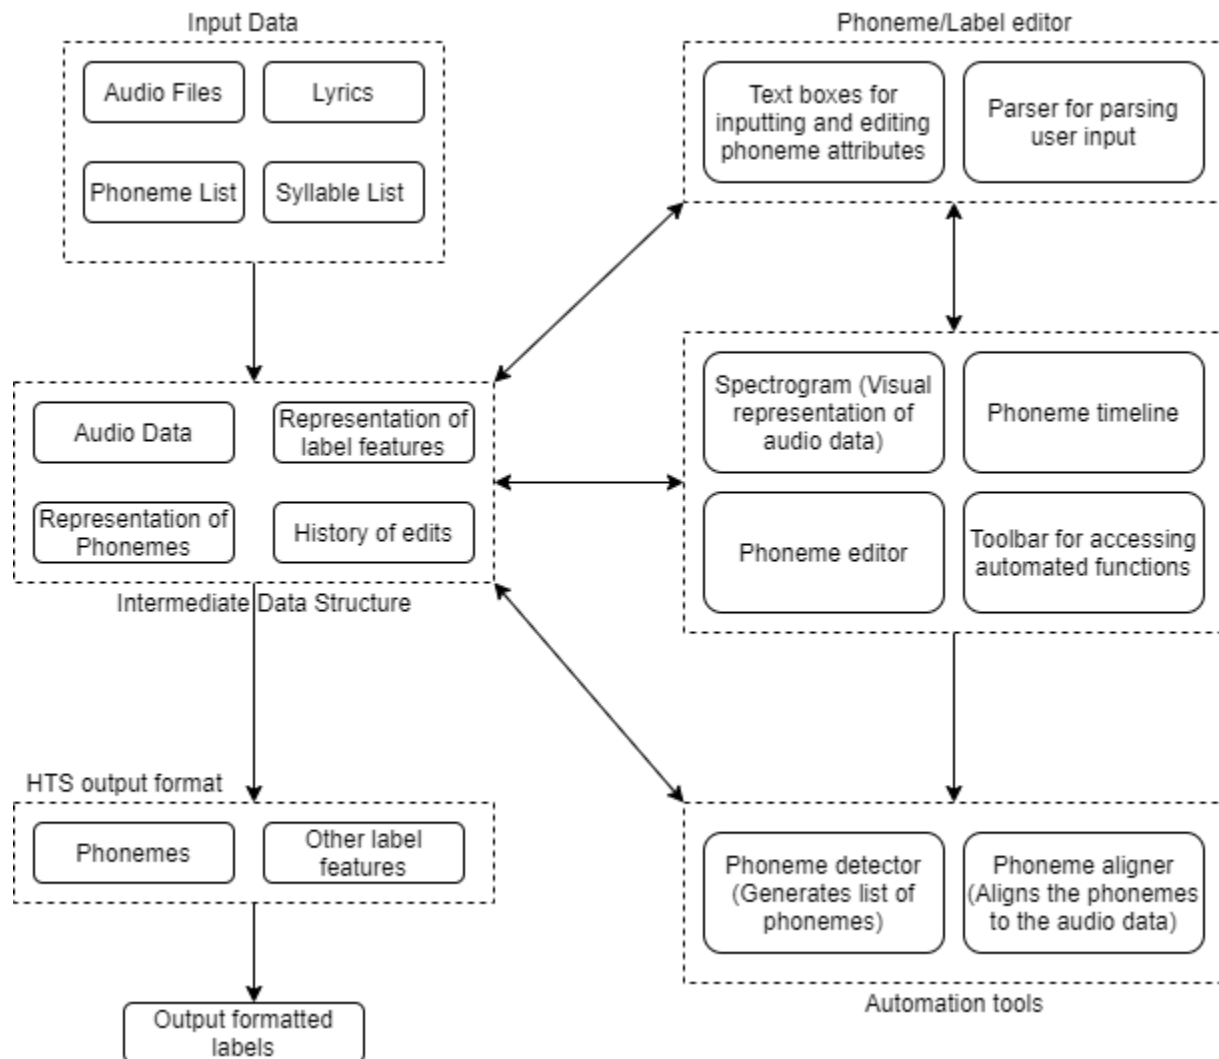 Input Data
Audio Files
Lyrics
Phoneme List
Syllable List
Phoneme/Label editor
Text boxes for
inputting and editing
phoneme attributes
Parser for parsing
user input
Audio Data
Representation of
label features
Representation of
Phonemes
History of edits
Intermediate Data Structure
Spectrogram (Visual
representation of
audio data)
Phoneme timeline
Phoneme editor
Toolbar for accessing
automated functions
HTS output format
Phonemes
Other label
features
Phoneme detector
(Generates list of
phonemes)
Phoneme aligner
(Aligns the phonemes
to the audio data)
Automation tools
Output formatted
labels